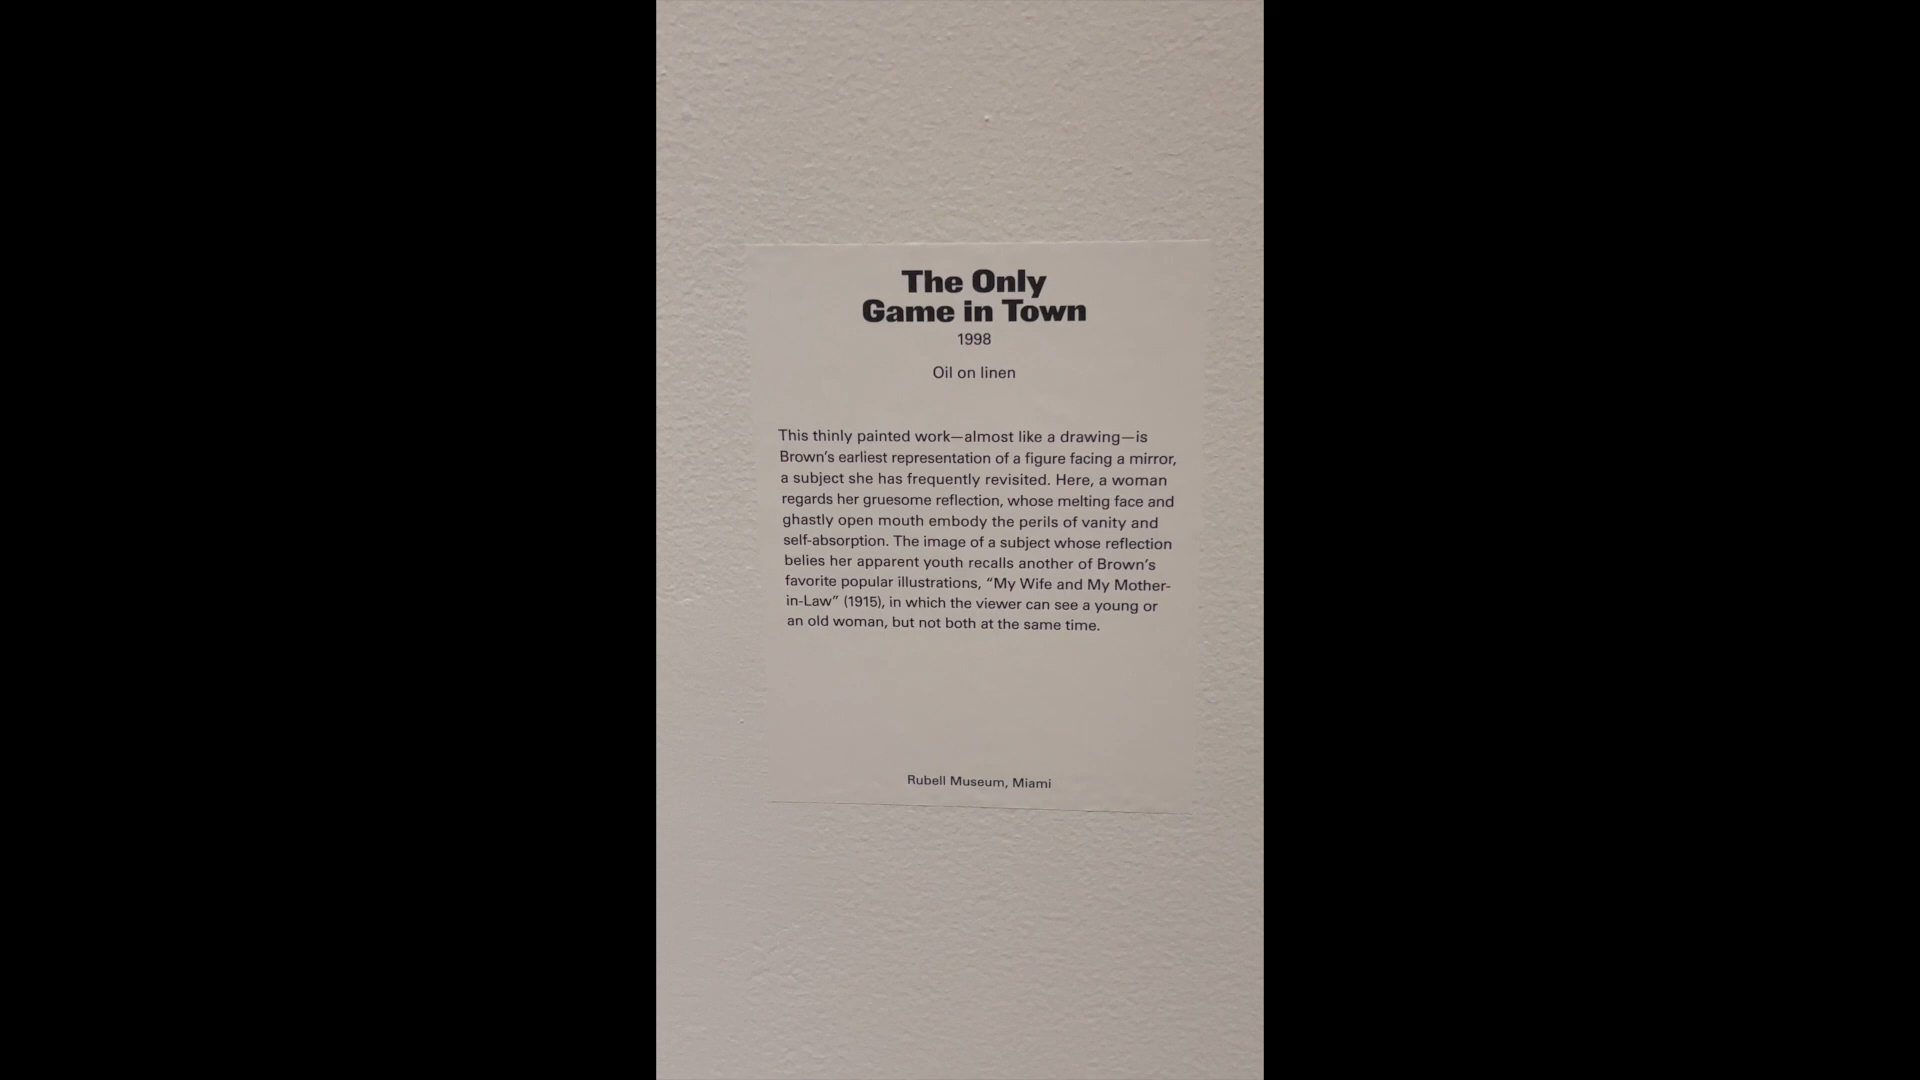 The Only
Game in Town
1998
Oil on linen
This thinly painted work—almost like a drawing—is
Brown's earliest representation of a figure facing a mirror,
a subject she has frequently revisited. Here, a woman
regards her gruesome reflection, whose melting face and
ghastly open mouth embody the perils of vanity and
self-absorption. The image of a subject whose reflection
belies her apparent youth recalls another of Brown's
favorite popular illustrations, “My Wife and My Mother-
in-Law” (1915), in which the viewer can see a young or
an old woman, but not both at the same time.
Rubell Museum, Miami